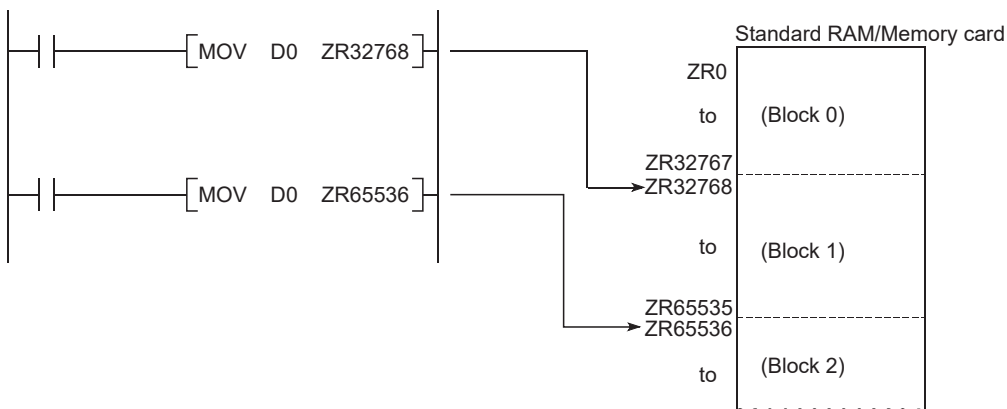 Standard RAM/Memory card
MOV D0 ZR32768
ZR0
to
(Block 0)
ZR32767
ZR32768
MOV D0 ZR65536
to
(Block 1)
ZR65535
ZR65536
to
(Block 2)